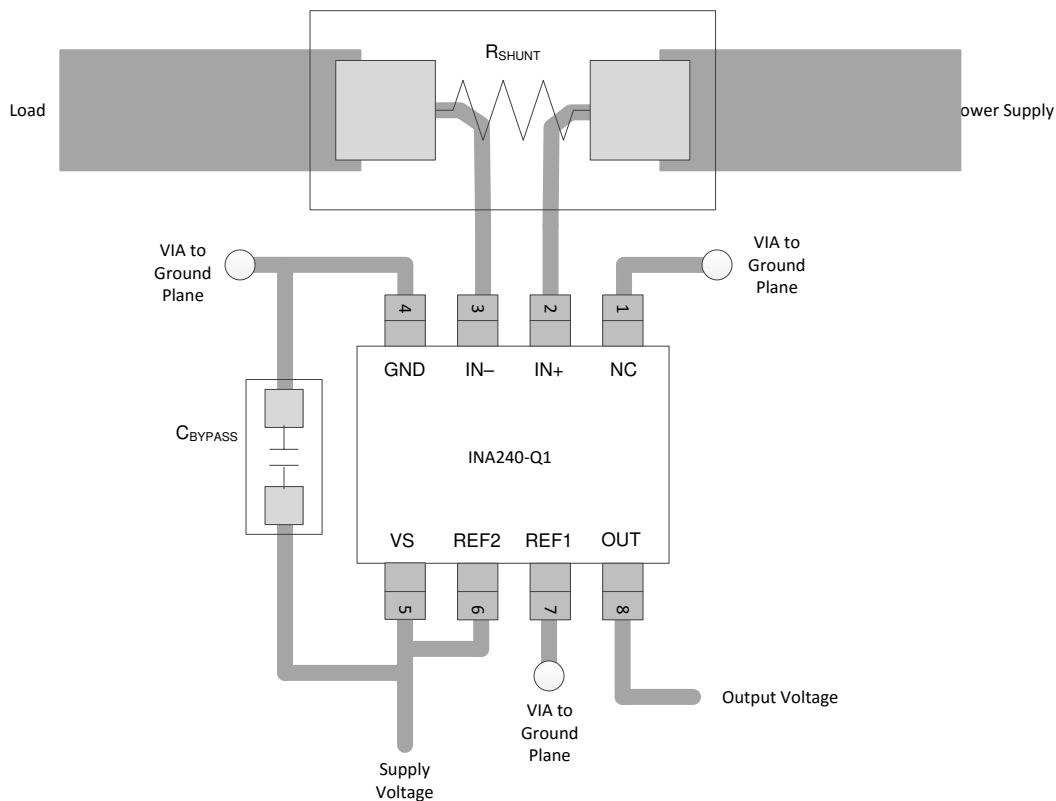 RSHUNT
Load
ower Supply
VIA to
Ground
Plane
VIA to
Ground
Plane
4
3
2
1
GND
IN–
IN+
NC
CBYPASS
INA240-Q1
VS
REF2
REF1
OUT
5
6
7
8
Output Voltage
VIA to
Ground
Plane
Supply
Voltage